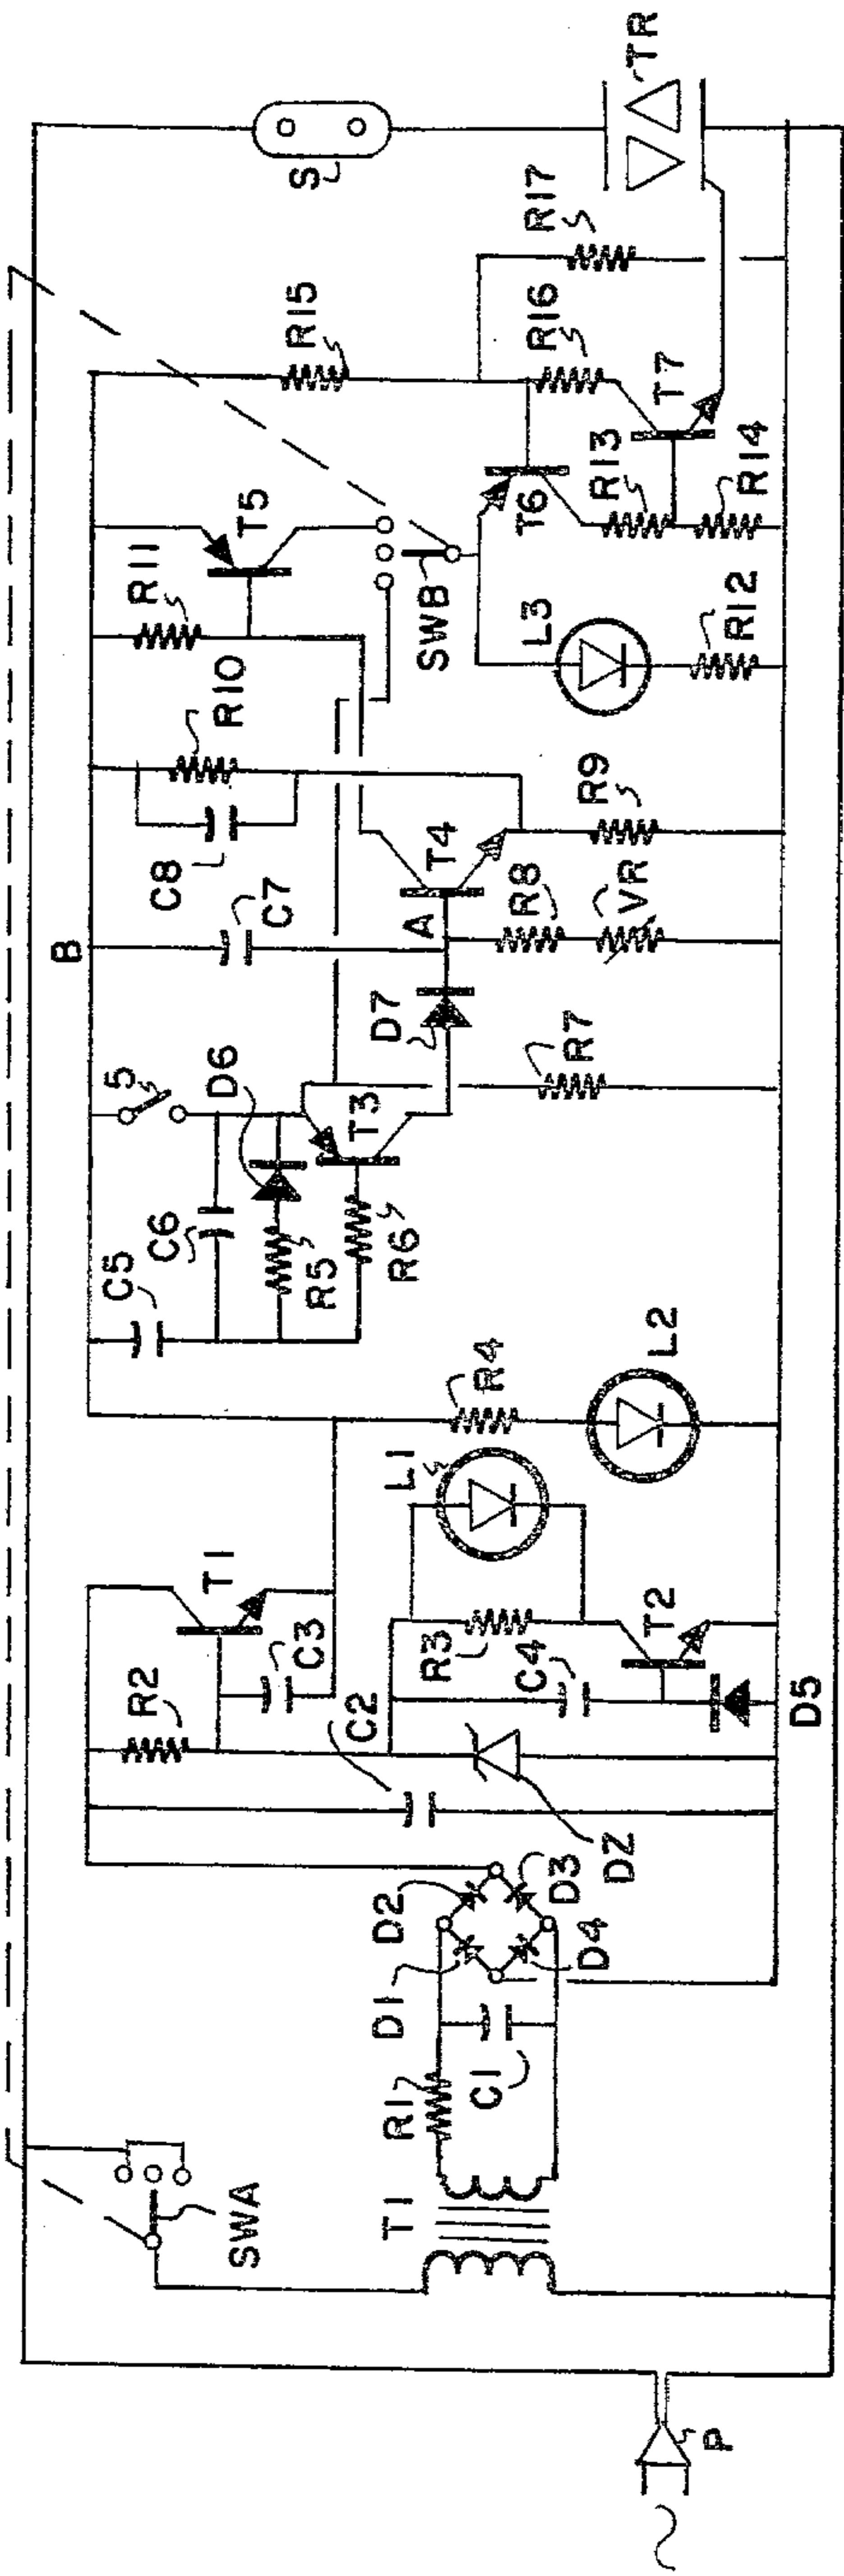 P
SWA
T1
R1
C1
D1
D2
D3
D4
C2
R2
DZ
T1
C3
R3
C4
D5
T2
L1
R4
L2
C5
C6
5
D6
R5
R6
T3
R7
D7
B
C7
A
R8
VR
C8
R10
T4
R9
R11
T5
SWB
L3
R12
T6
R13
R14
R15
R16
T7
R17
S
TR